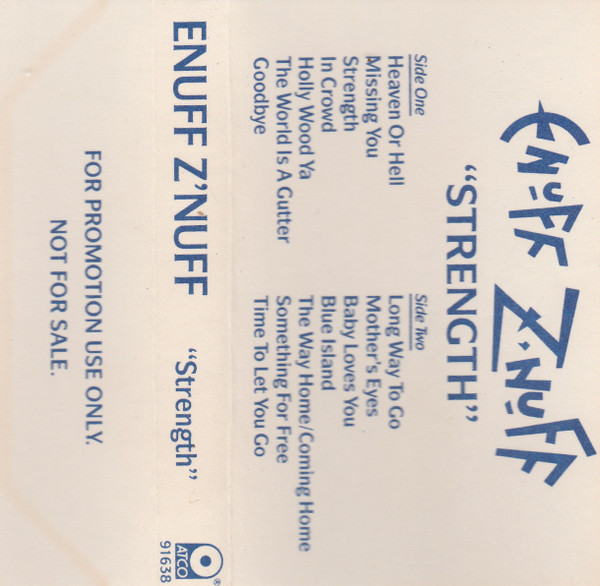 Enuff Z'Nuff
“STRENGTH”
Side One
Heaven Or Hell
Missing You
Strength
In Crowd
Holly Wood Ya
The World Is A Gutter
Goodbye
Side Two
Long Way To Go
Mother's Eyes
Baby Loves You
Blue Island
The Way Home/Coming Home
Something For Free
Time To Let You Go
ENUFF Z'NUFF “Strength”
ATCO®
91638
FOR PROMOTION USE ONLY.
NOT FOR SALE.